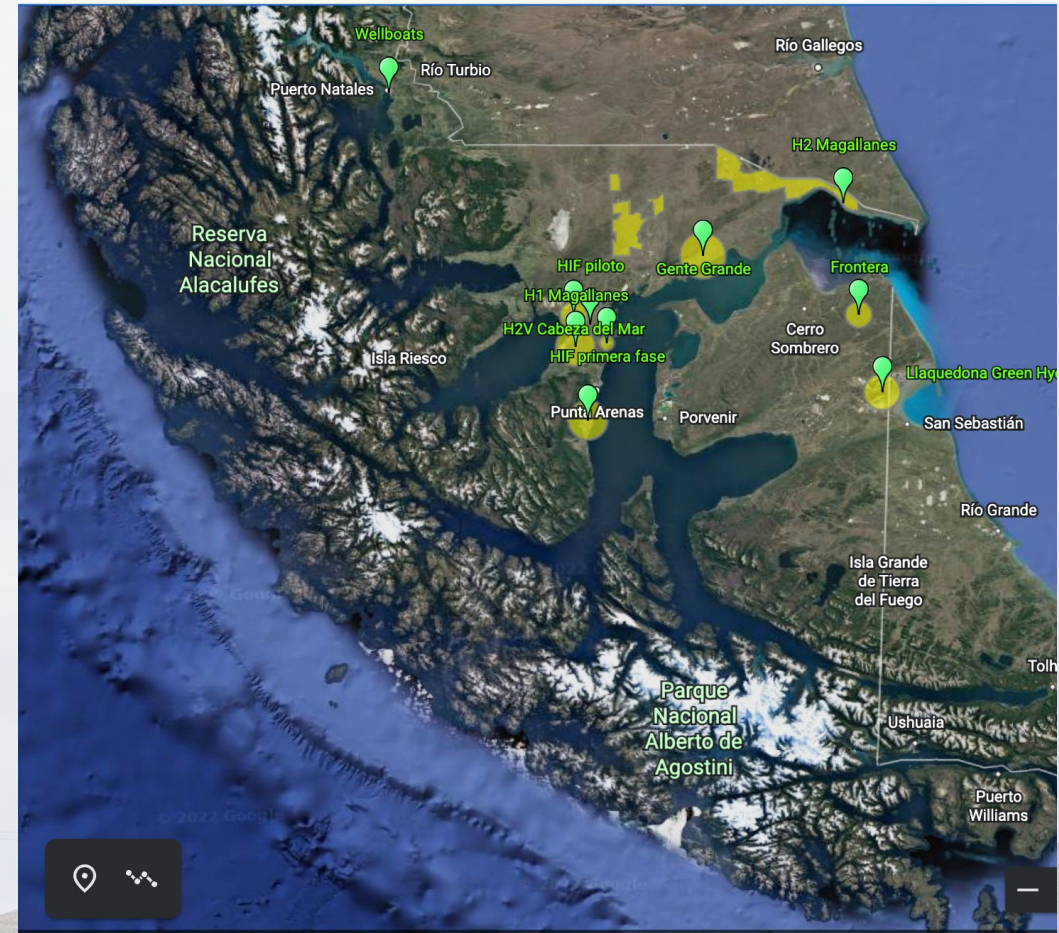 Wellboats
Río Gallegos
Río Turbio
Puerto Natales
H2 Magallanes
Reserva
Nacional
Alacalufes
HIF piloto
Gente Grande
Frontera
H1 Magallanes
H2V Cabeza del Mar
Cerro
Sombrero
HIF primera fase
Isla Riesco
Llaquedona Green Hy
Punta Arenas
Porvenir
San Sebastián
Río Grande
Isla Grande
de Tierra
del Fuego
Tolh
Parque
Nacional
Alberto de
Agostini
Ushuaia
Puerto
Williams
© 2022 Google